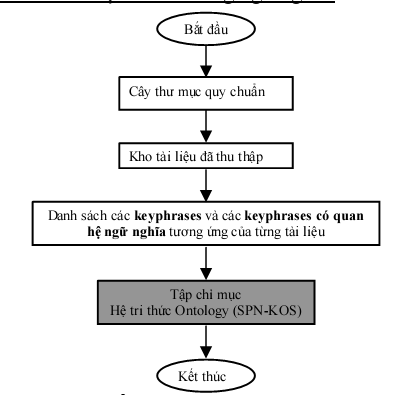 Bắt đầu
Cây thư mục quy chuẩn
Kho tài liệu đã thu thập
Danh sách các keyphrases và các keyphrases có quan
hệ ngữ nghĩa tương ứng của từng tài liệu
Tập chỉ mục
Hệ tri thức Ontology (SPN-KOS)
Kết thúc